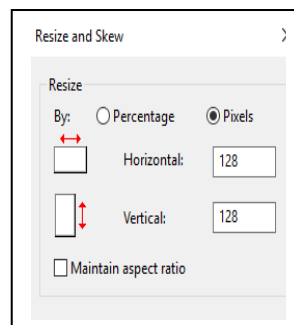 Resize and Skew
Resize
By: Percentage Pixels
Horizontal: 128
Vertical: 128
Maintain aspect ratio